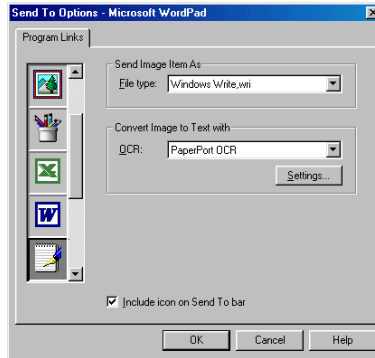 Send To Options - Microsoft WordPad
Program Links
Send Image Item As
File type: Windows Write,wri
Convert Image to Text with
OCR: PaperPort OCR
Settings...
Include icon on Send To bar
OK Cancel Help